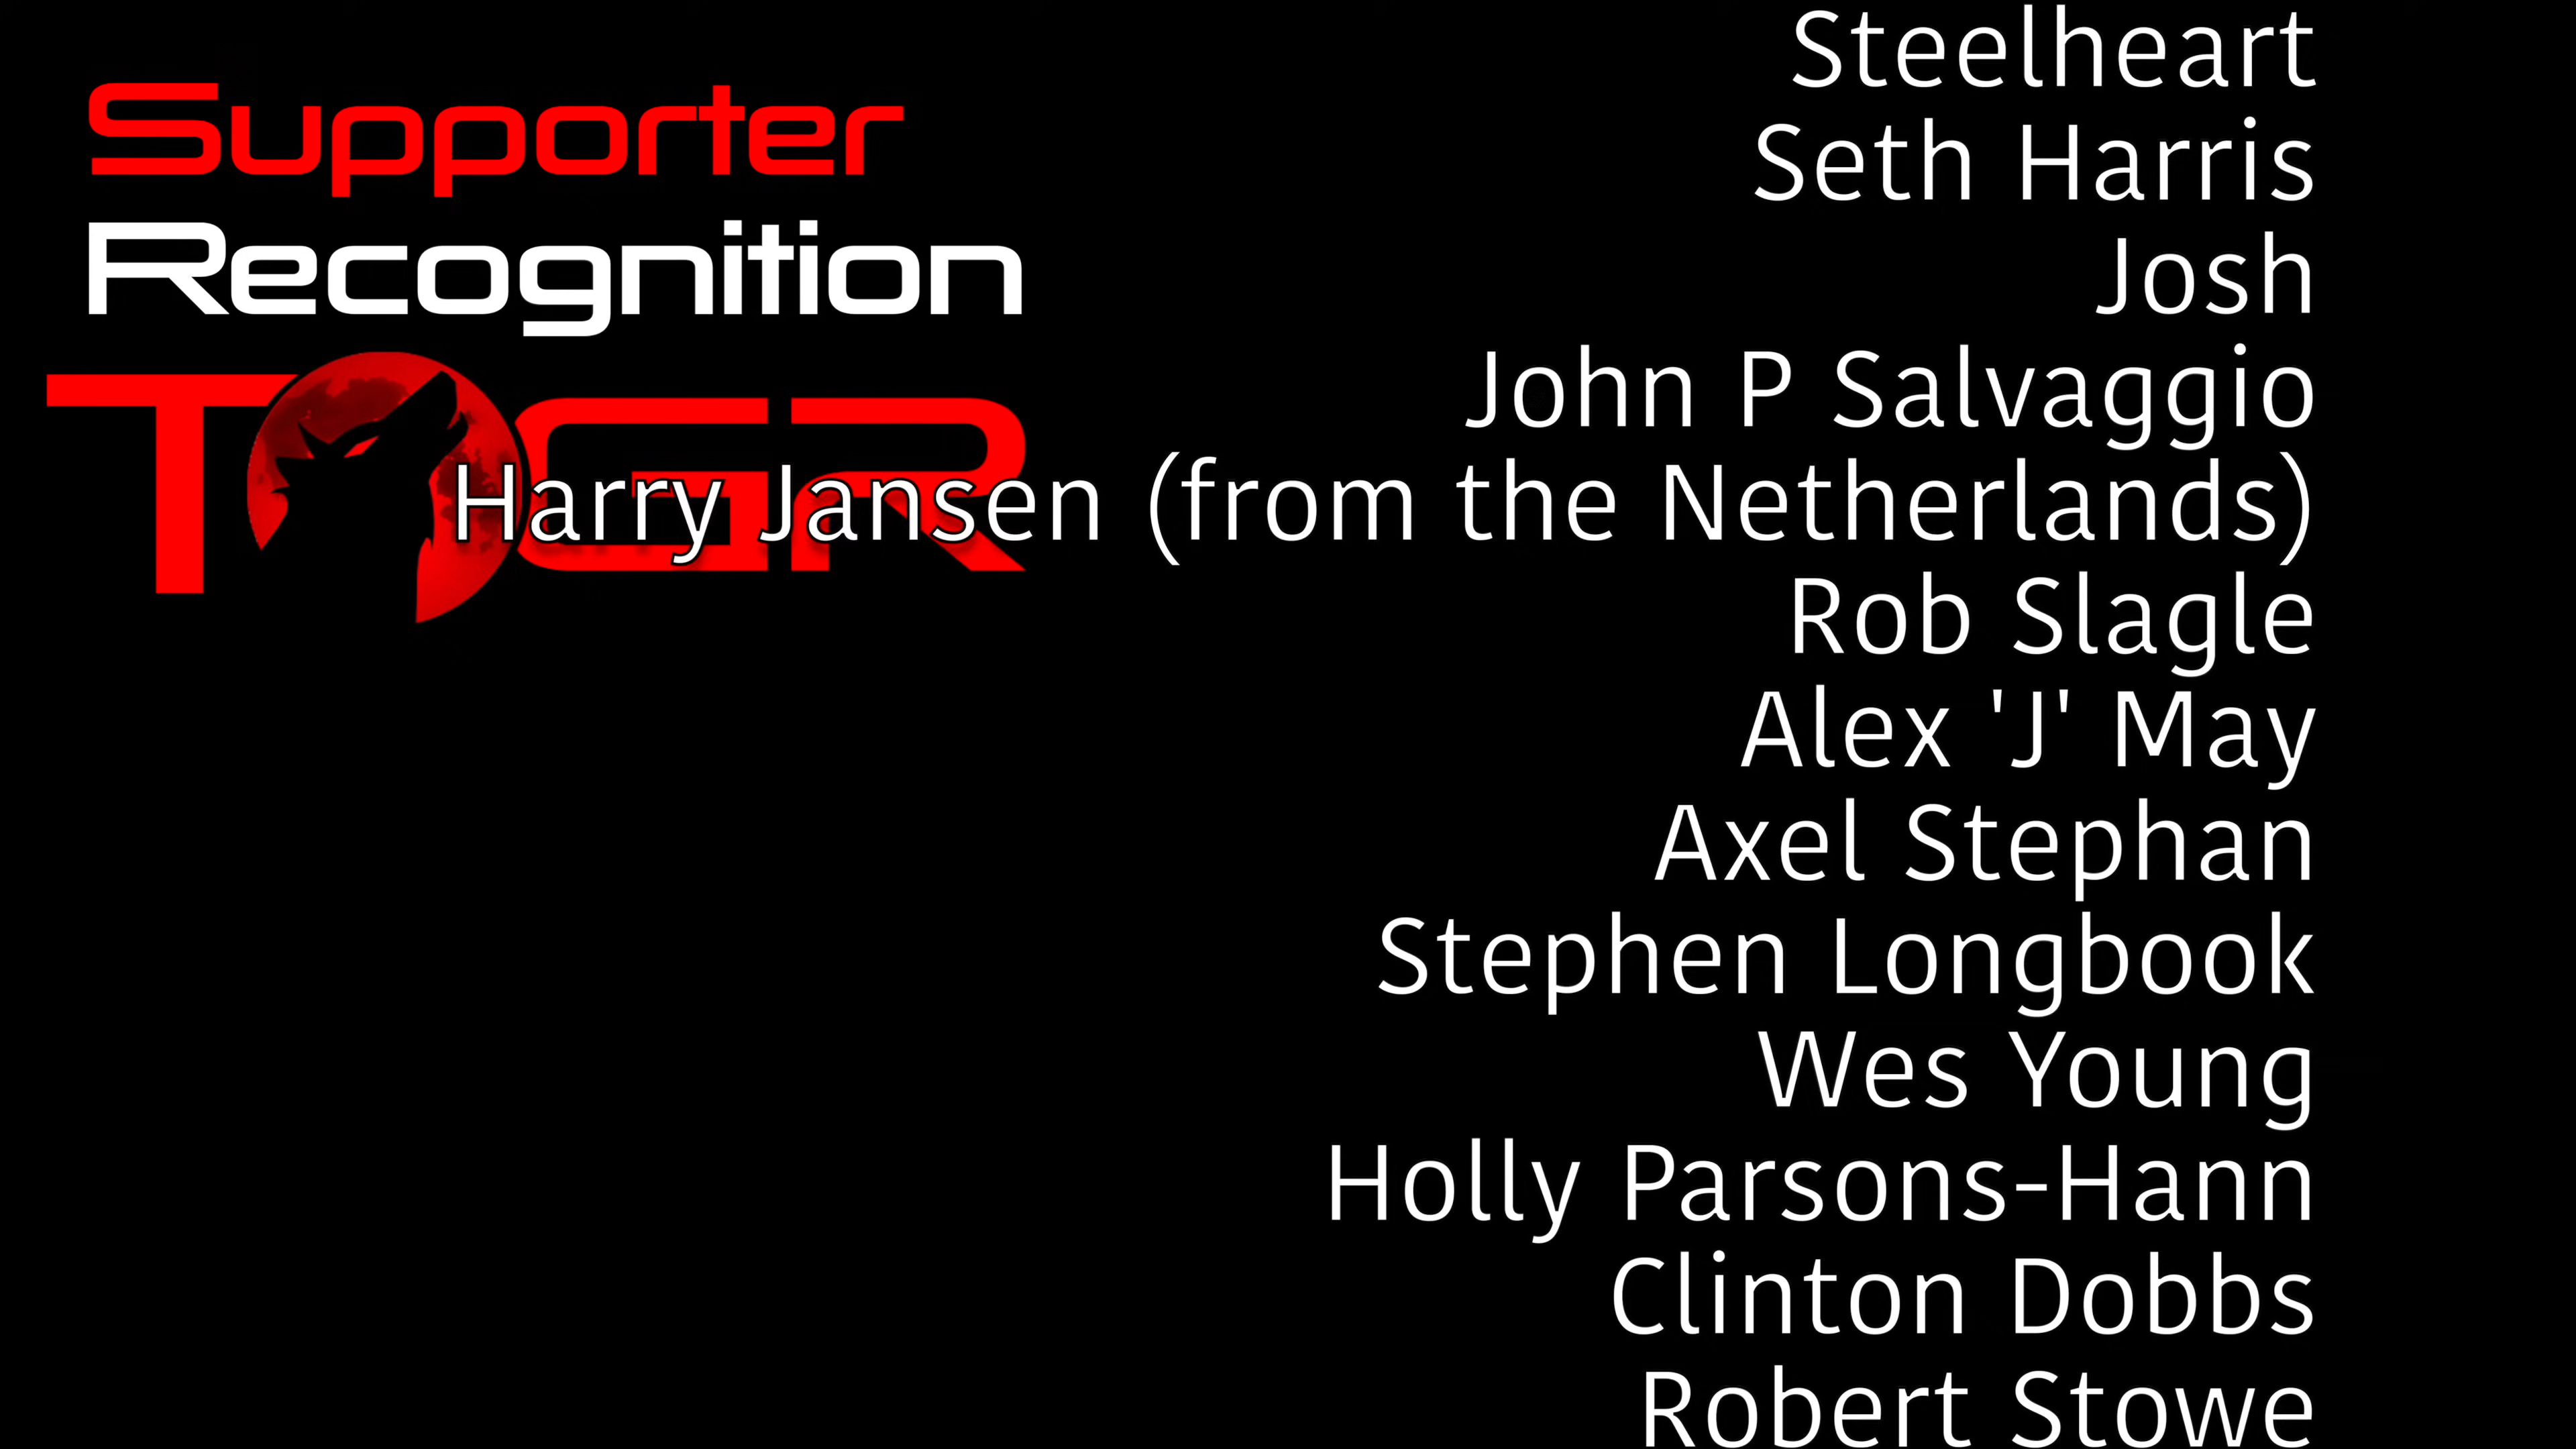 Supporter
Recognition
TOGR
Steelheart
Seth Harris
Josh
John P Salvaggio
Harry Jansen (from the Netherlands)
Rob Slagle
Alex 'J' May
Axel Stephan
Stephen Longbook
Wes Young
Holly Parsons-Hann
Clinton Dobbs
Robert Stowe